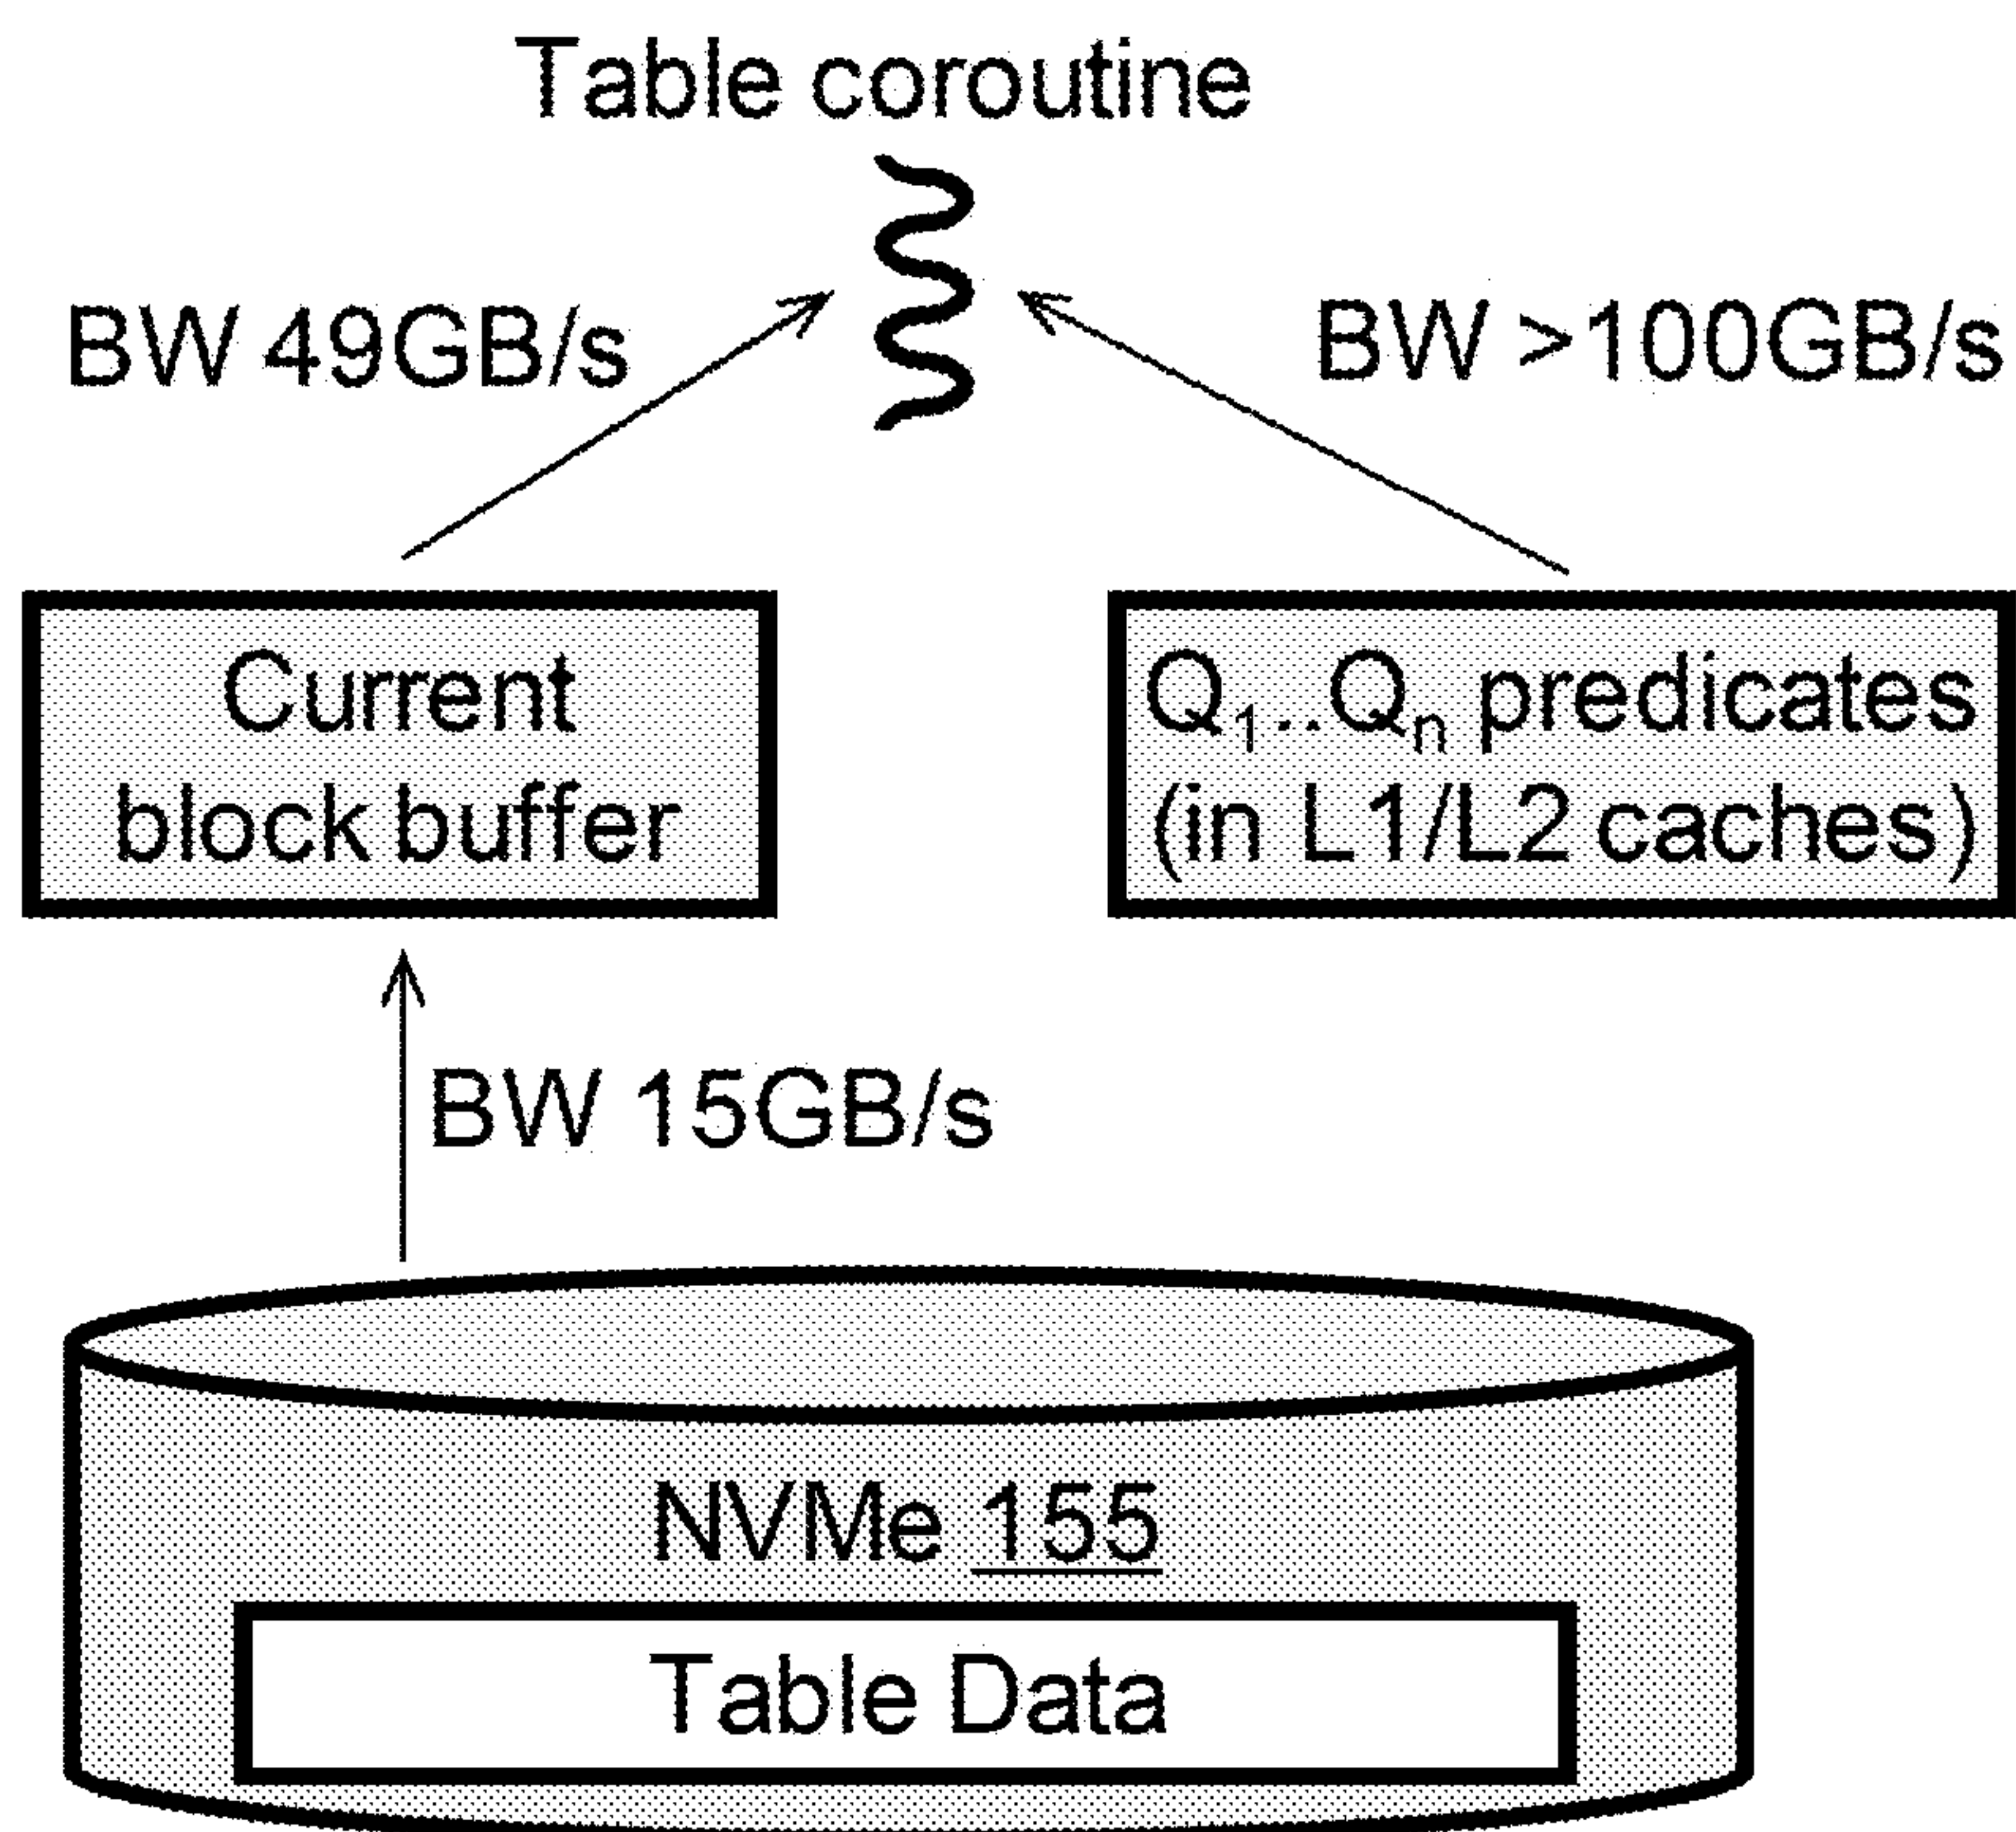 Table coroutine
BW 49GB/s
BW >100GB/s
Current
block buffer
Q₁..Qₙ predicates
(in L1/L2 caches)
BW 15GB/s
NVMe 155
Table Data